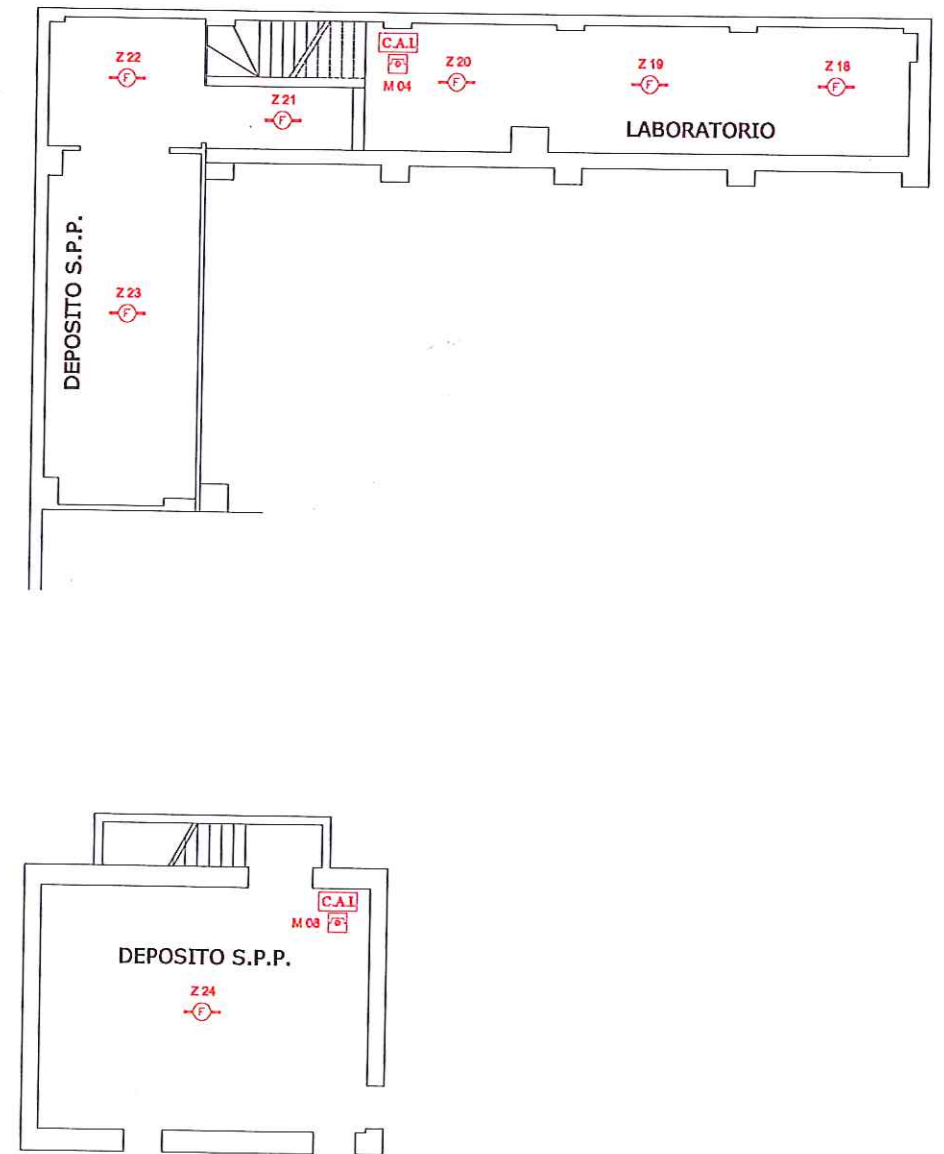 C.A.I.
M 04
Z 22
F
Z 21
F
Z 20
F
Z 19
F
Z 18
F
LABORATORIO
DEPOSITO S.P.P.
Z 23
F
C.A.I.
M 03
DEPOSITO S.P.P.
Z 24
F